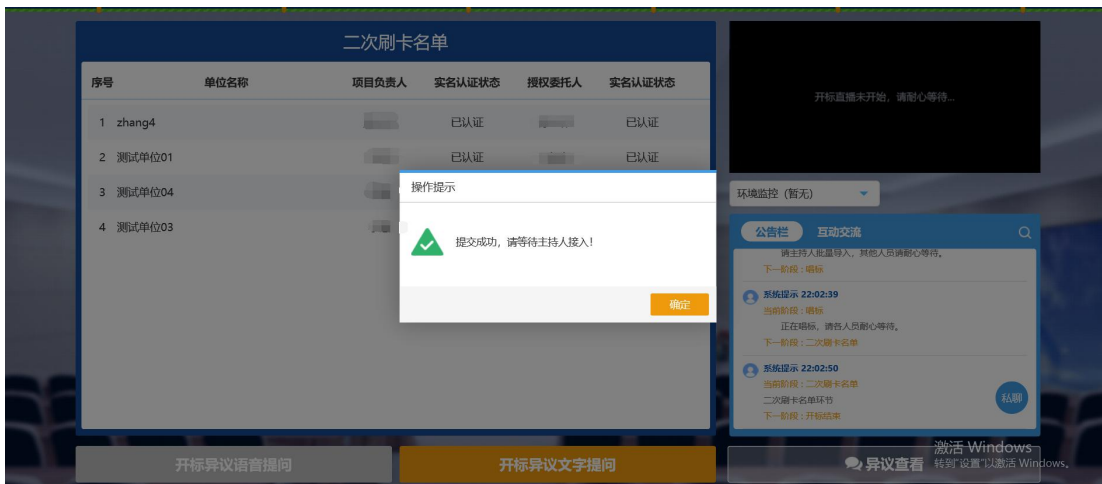 二次刷卡名单
序号 单位名称 项目负责人 实名认证状态 授权委托人 实名认证状态
1 zhang4 已认证 已认证
2 测试单位01 已认证 已认证
3 测试单位04
4 测试单位03
操作提示
提交成功，请等待主持人接入！
确定
开标直播未开始，请耐心等待...
环境监控（暂无）
公告栏 互动交流
请主持人批量导入，其他人员请耐心等待。
下一阶段：唱标
系统提示 22:02:39
当前阶段：唱标
正在唱标，请各人员耐心等待。
下一阶段：二次刷卡名单
系统提示 22:02:50
当前阶段：二次刷卡名单
二次刷卡名单环节
下一阶段：开标结束
私聊
开标异议语音提问
开标异议文字提问
异议查看
激活 Windows
转到"设置"以激活 Windows。